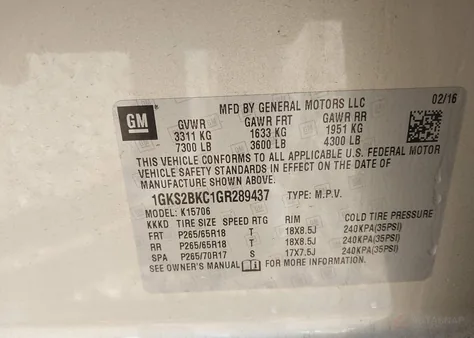 MFD BY GENERAL MOTORS LLC 02/16
GM
GVWR GAWR FRT GAWR RR
3311 KG 1633 KG 1951 KG
7300 LB 3600 LB 4300 LB
THIS VEHICLE CONFORMS TO ALL APPLICABLE U.S. FEDERAL MOTOR
VEHICLE SAFETY STANDARDS IN EFFECT ON THE DATE OF
MANUFACTURE SHOWN ABOVE.
1GKS2BKC1GR289437 TYPE: M.P.V.
MODEL: K15706
KKKD TIRE SIZE SPEED RTG RIM COLD TIRE PRESSURE
FRT P265/65R18 T 18X8.5J 240KPA(35PSI)
RR P265/65R18 T 18X8.5J 240KPA(35PSI)
SPA P265/70R17 S 17X7.5J 240KPA(35PSI)
SEE OWNER'S MANUAL FOR MORE INFORMATION.